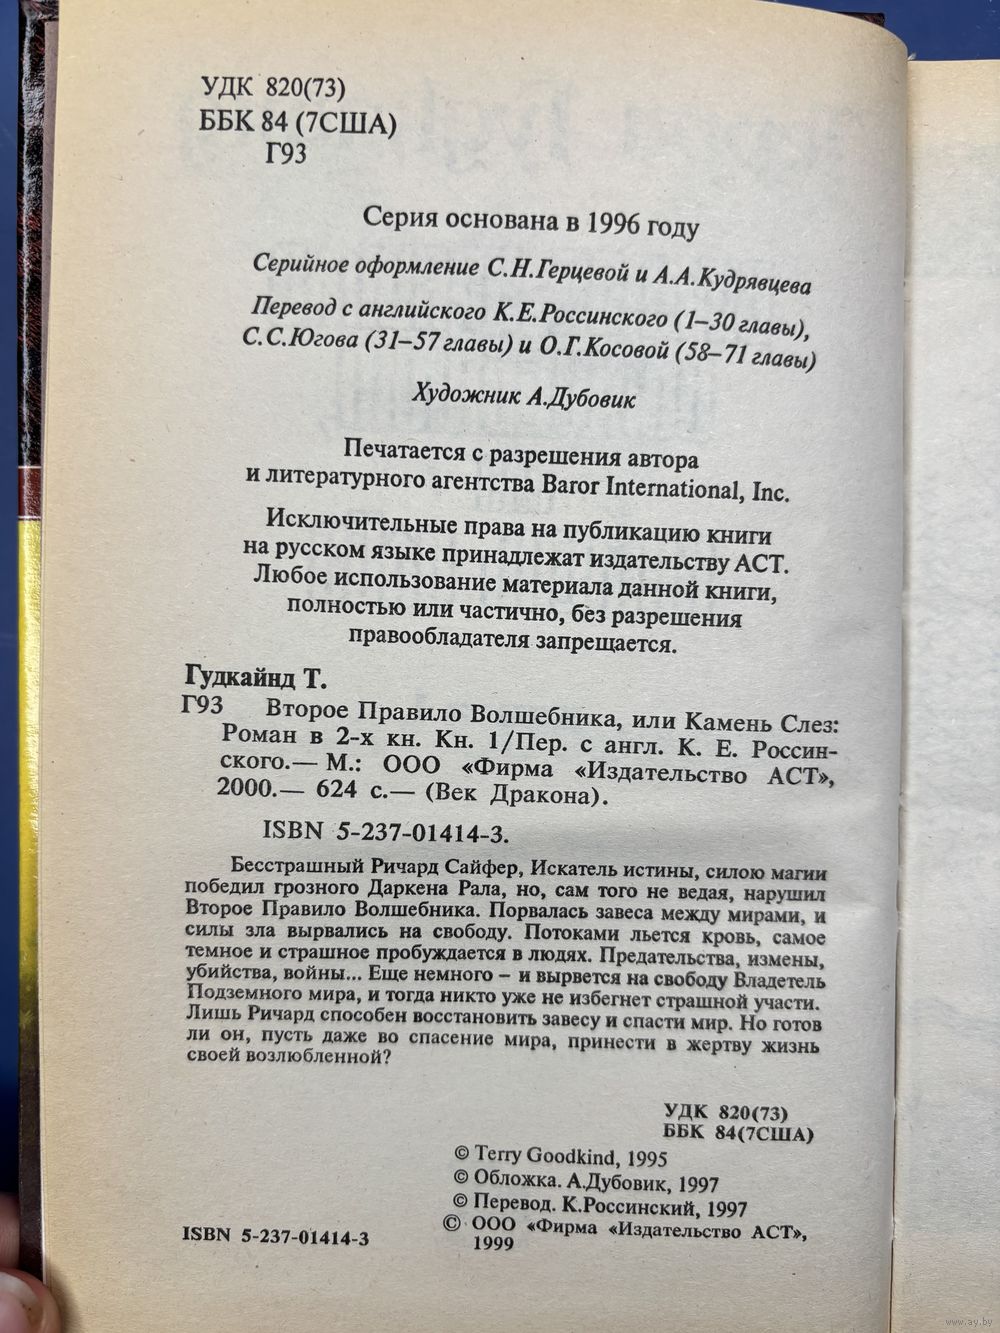 УДК 820(73)
ББК 84 (7США)
Г93
Серия основана в 1996 году
Серийное оформление С.Н.Герцевой и А.А.Кудрявцева
Перевод с английского К.Е.Россинского (1–30 главы),
С.С.Югова (31–57 главы) и О.Г.Косовой (58–71 главы)
Художник А.Дубовик
Печатается с разрешения автора
и литературного агентства Baror International, Inc.
Исключительные права на публикацию книги
на русском языке принадлежат издательству АСТ.
Любое использование материала данной книги,
полностью или частично, без разрешения
правообладателя запрещается.
Гудкайнд Т.
Г93 Второе Правило Волшебника, или Камень Слез:
Роман в 2-х кн. Кн. 1/Пер. с англ. К. Е. Россин-
ского.— М.: ООО «Фирма «Издательство АСТ»,
2000.— 624 с.— (Век Дракона).
ISBN 5-237-01414-3.
Бесстрашный Ричард Сайфер, Искатель истины, силою магии
победил грозного Даркена Рала, но, сам того не ведая, нарушил
Второе Правило Волшебника. Порвалась завеса между мирами, и
силы зла вырвались на свободу. Потоками льется кровь, самое
темное и страшное пробуждается в людях. Предательства, измены,
убийства, войны... Еще немного – и вырвется на свободу Владетель
Подземного мира, и тогда никто уже не избегнет страшной участи.
Лишь Ричард способен восстановить завесу и спасти мир. Но готов
ли он, пусть даже во спасение мира, принести в жертву жизнь
своей возлюбленной?
УДК 820(73)
ББК 84(7США)
© Terry Goodkind, 1995
© Обложка. А.Дубовик, 1997
© Перевод. К.Россинский, 1997
© ООО «Фирма «Издательство АСТ»,
1999
ISBN 5-237-01414-3
www.ay.by